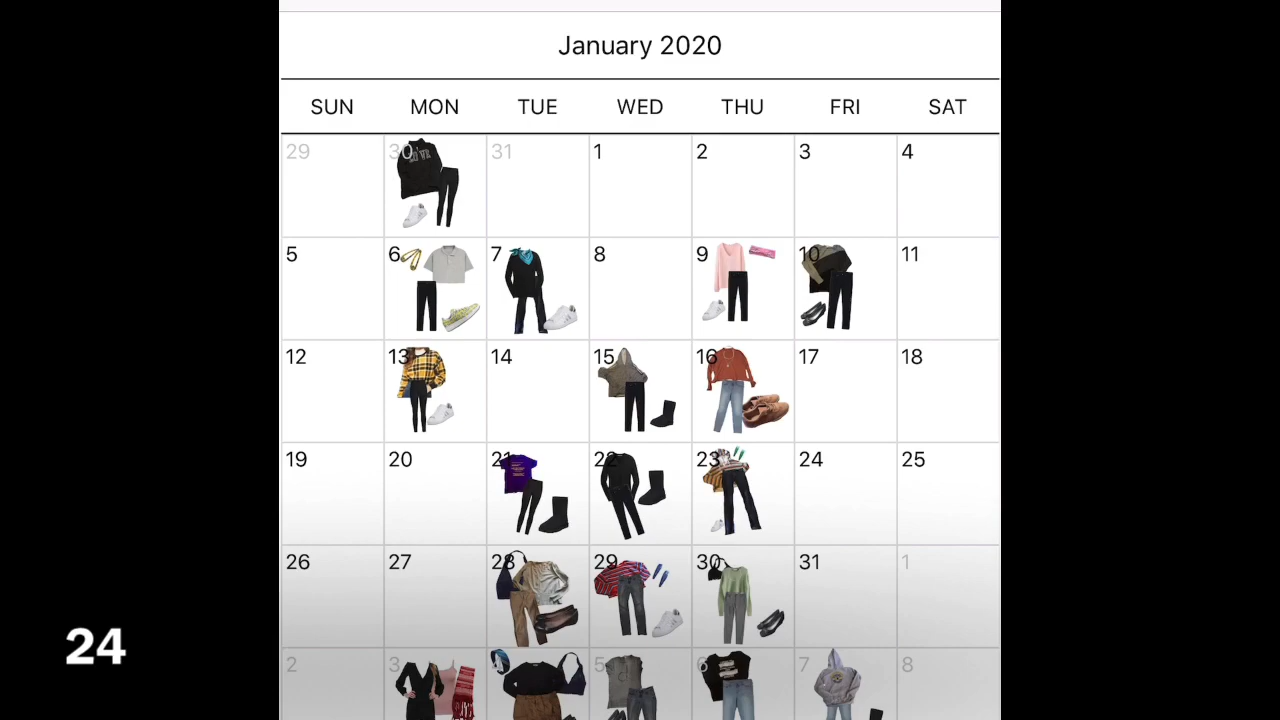 January 2020
SUN MON TUE WED THU FRI SAT
29 30 31 1 2 3 4
5 6 7 8 9 10 11
12 13 14 15 16 17 18
19 20 21 22 23 24 25
26 27 28 29 30 31 1
2 3 5 6 7 8
24